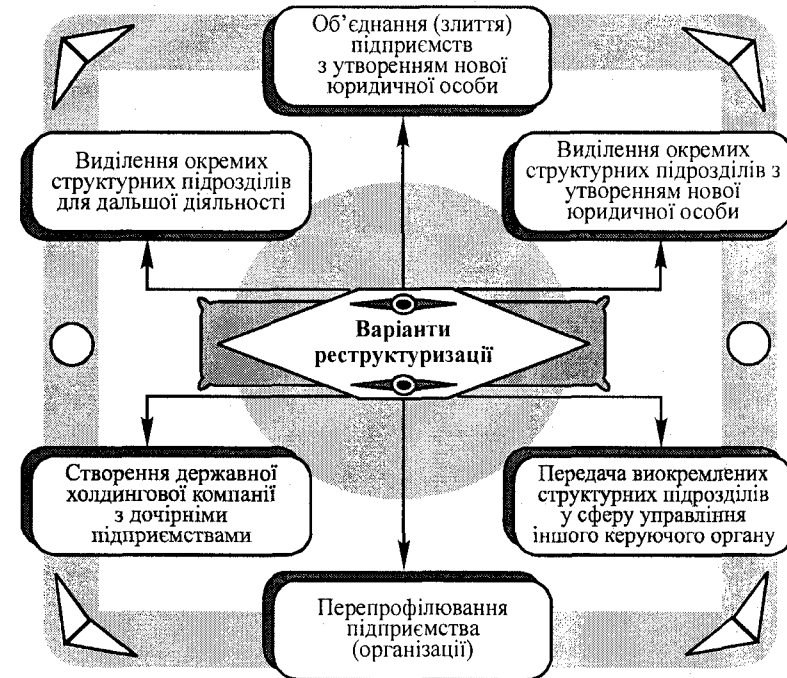 Об’єднання (злиття)
підприємств
з утворенням нової
юридичної особи
Виділення окремих
структурних підрозділів
для дальшої діяльності
Виділення окремих
структурних підрозділів з
утворенням нової
юридичної особи
Варіанти
реструктуризації
Створення державної
холдингової компанії
з дочірніми
підприємствами
Передача виокремлених
структурних підрозділів
у сферу управління
іншого керуючого органу
Перепрофілювання
підприємства
(організації)